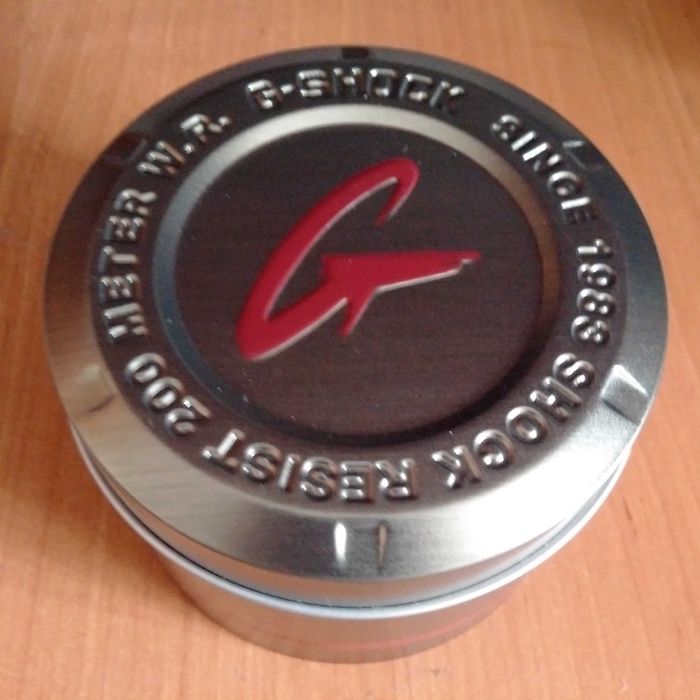 G-SHOCK SINCE 1983 SHOCK RESIST 200 METER W.R.
G